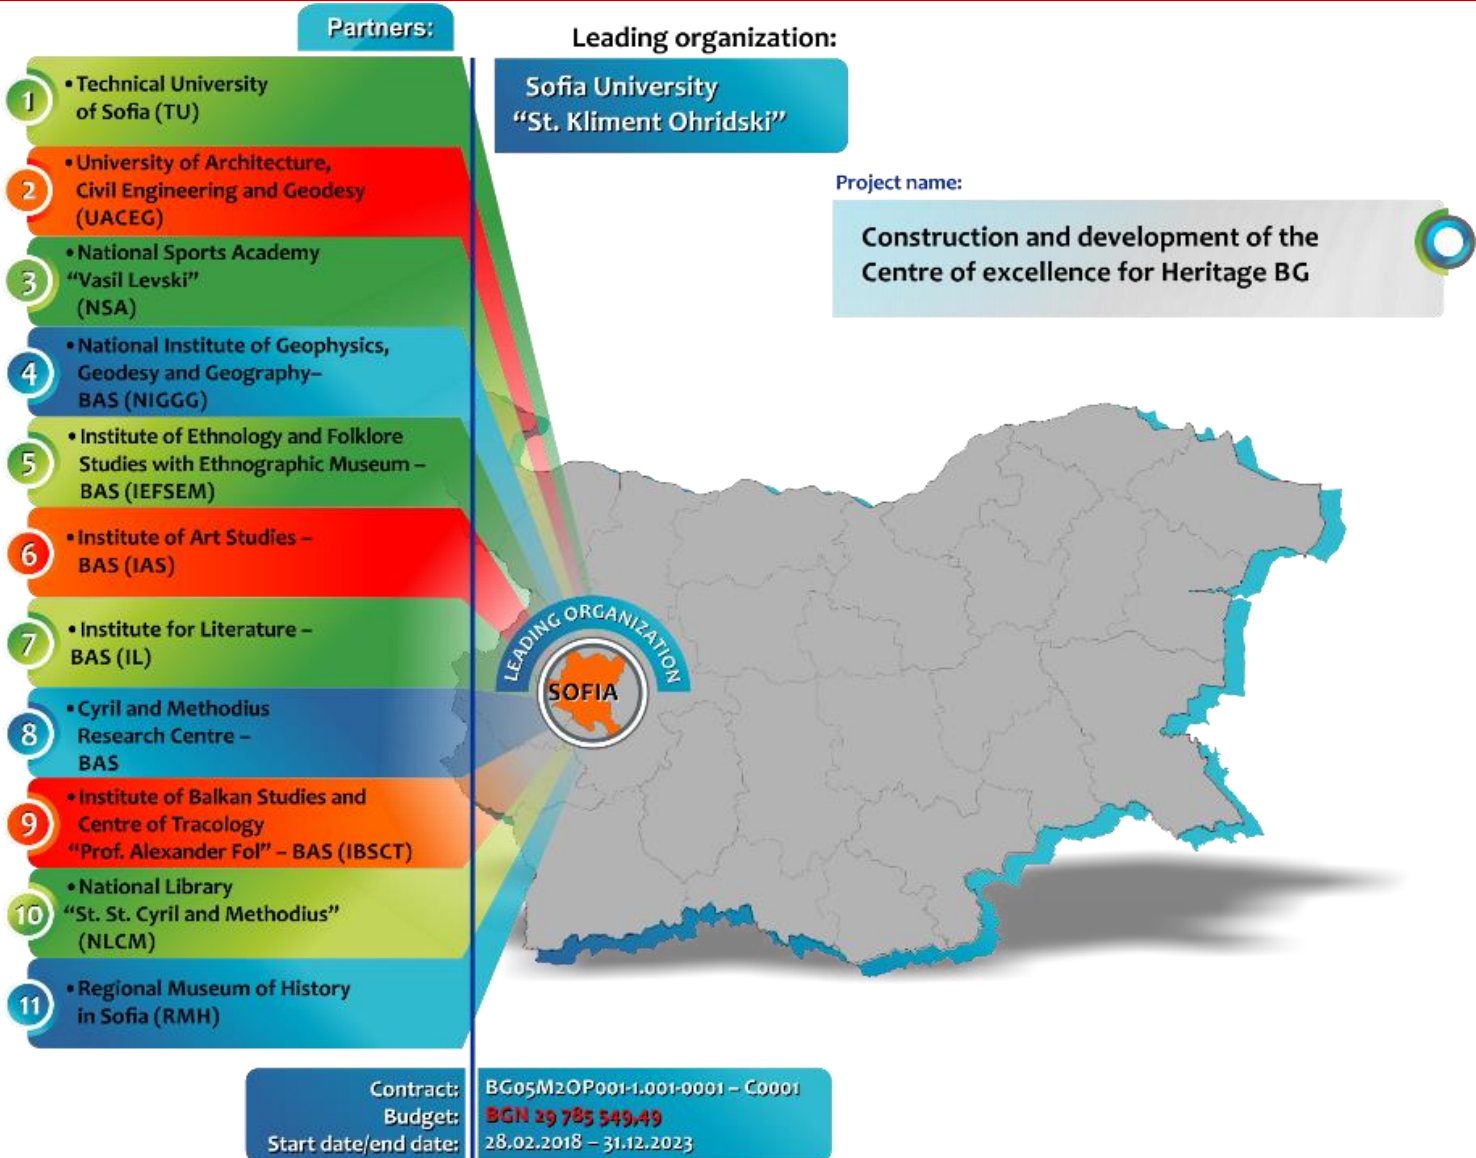 Partners:
1
• Technical University
of Sofia (TU)
2
• University of Architecture,
Civil Engineering and Geodesy
(UACEG)
3
• National Sports Academy
“Vasil Levski”
(NSA)
4
• National Institute of Geophysics,
Geodesy and Geography–
BAS (NIGGG)
5
• Institute of Ethnology and Folklore
Studies with Ethnographic Museum –
BAS (IEFSEM)
6
• Institute of Art Studies –
BAS (IAS)
7
• Institute for Literature –
BAS (IL)
8
• Cyril and Methodius
Research Centre –
BAS
9
• Institute of Balkan Studies and
Centre of Tracology
“Prof. Alexander Fol” – BAS (IBSCT)
10
• National Library
“St. St. Cyril and Methodius”
(NLCM)
11
• Regional Museum of History
in Sofia (RMH)
Leading organization:
Sofia University
“St. Kliment Ohridski”
Project name:
Construction and development of the
Centre of excellence for Heritage BG
LEADING ORGANIZATION
SOFIA
Contract: BG05M2OP001-1.001-0001 – C0001
Budget: BGN 29 785 549,49
Start date/end date: 28.02.2018 – 31.12.2023